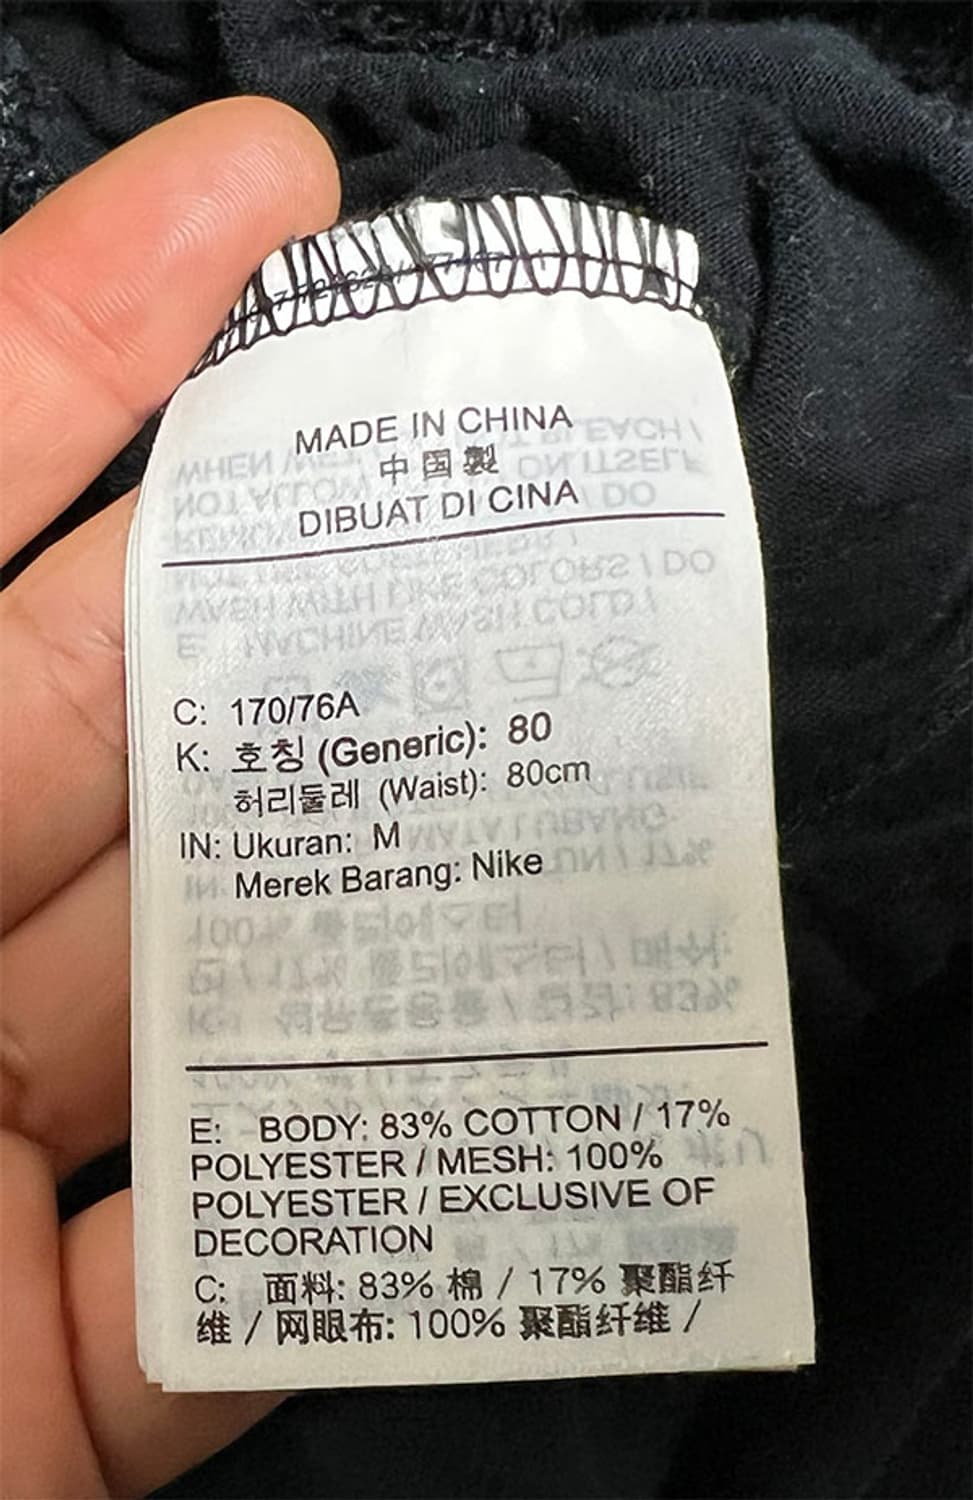 MADE IN CHINA
中国製
DIBUAT DI CINA
C: 170/76A
K: 호칭 (Generic): 80
허리둘레 (Waist): 80cm
IN: Ukuran: M
Merek Barang: Nike
E: BODY: 83% COTTON / 17%
POLYESTER / MESH: 100%
POLYESTER / EXCLUSIVE OF
DECORATION
C: 面料: 83% 棉 / 17% 聚酯纤
维 / 网眼布: 100% 聚酯纤维 /